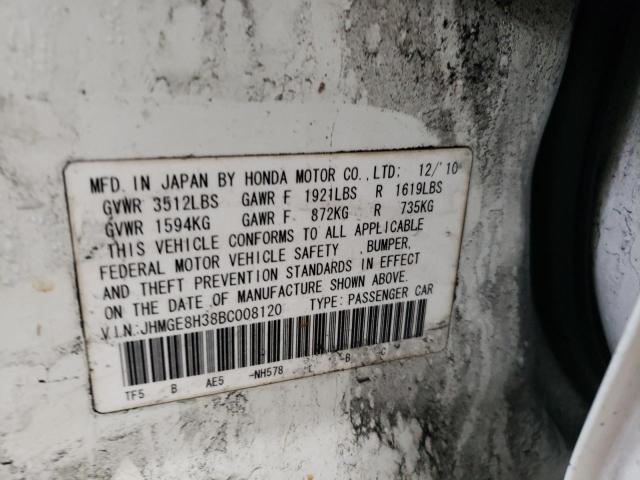 MFD. IN JAPAN BY HONDA MOTOR CO.,LTD: 12/'10
GVWR 3512LBS GAWR F 1921LBS R 1619LBS
GVWR 1594KG GAWR F. 872KG R 735KG
THIS VEHICLE CONFORMS TO ALL APPLICABLE
FEDERAL MOTOR VEHICLE SAFETY ,BUMPER,
AND THEFT PREVENTION STANDARDS IN EFFECT
ON THE DATE OF MANUFACTURE SHOWN ABOVE.
V.I.N:JHMGE8H38BC008120 TYPE: PASSENGER CAR
TF5 B AE5 -NH578 L -B C